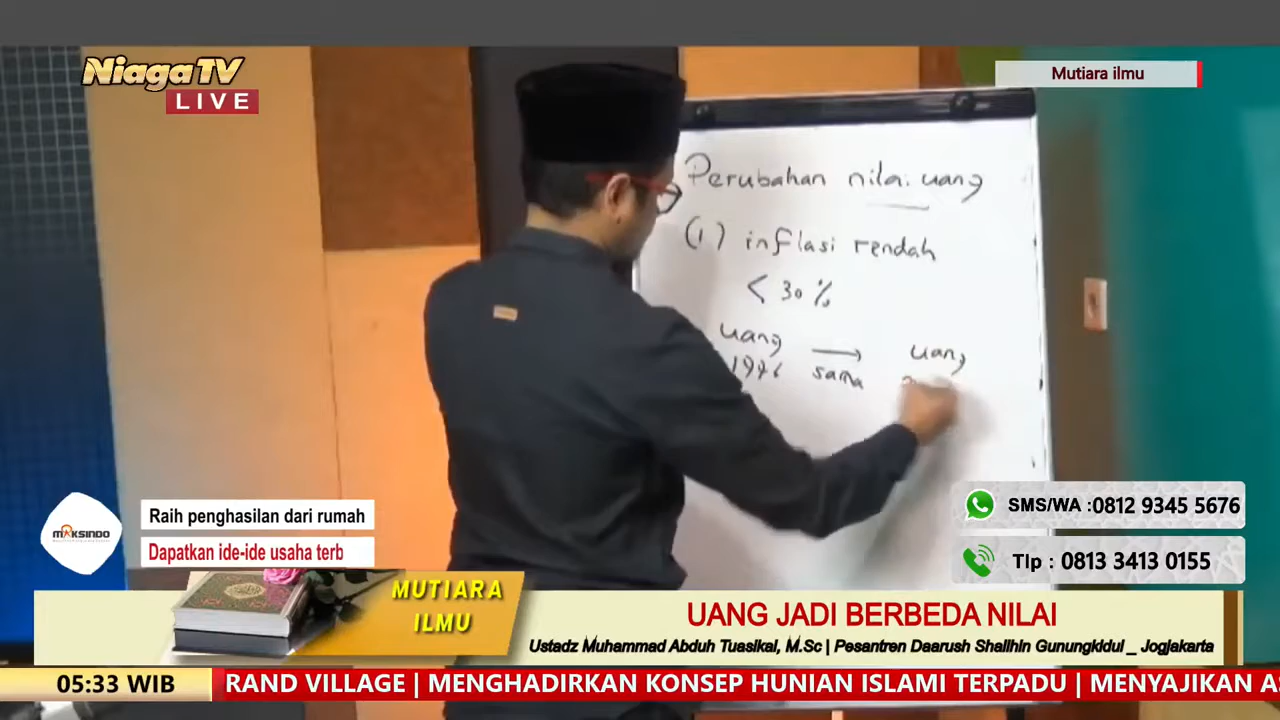 NiagaTV
LIVE
Mutiara ilmu
Perubahan nilai uang
(1) inflasi rendah
< 30 %
uang → uang
1976 sama
MAKSINDO
Raih penghasilan dari rumah
Dapatkan ide-ide usaha terb
SMS/WA :0812 9345 5676
Tlp : 0813 3413 0155
MUTIARA ILMU
UANG JADI BERBEDA NILAI
Ustadz Muhammad Abduh Tuasikal, M.Sc | Pesantren Daarush Shalihin Gunungkidul _ Jogjakarta
05:33 WIB
RAND VILLAGE | MENGHADIRKAN KONSEP HUNIAN ISLAMI TERPADU | MENYAJIKAN AS